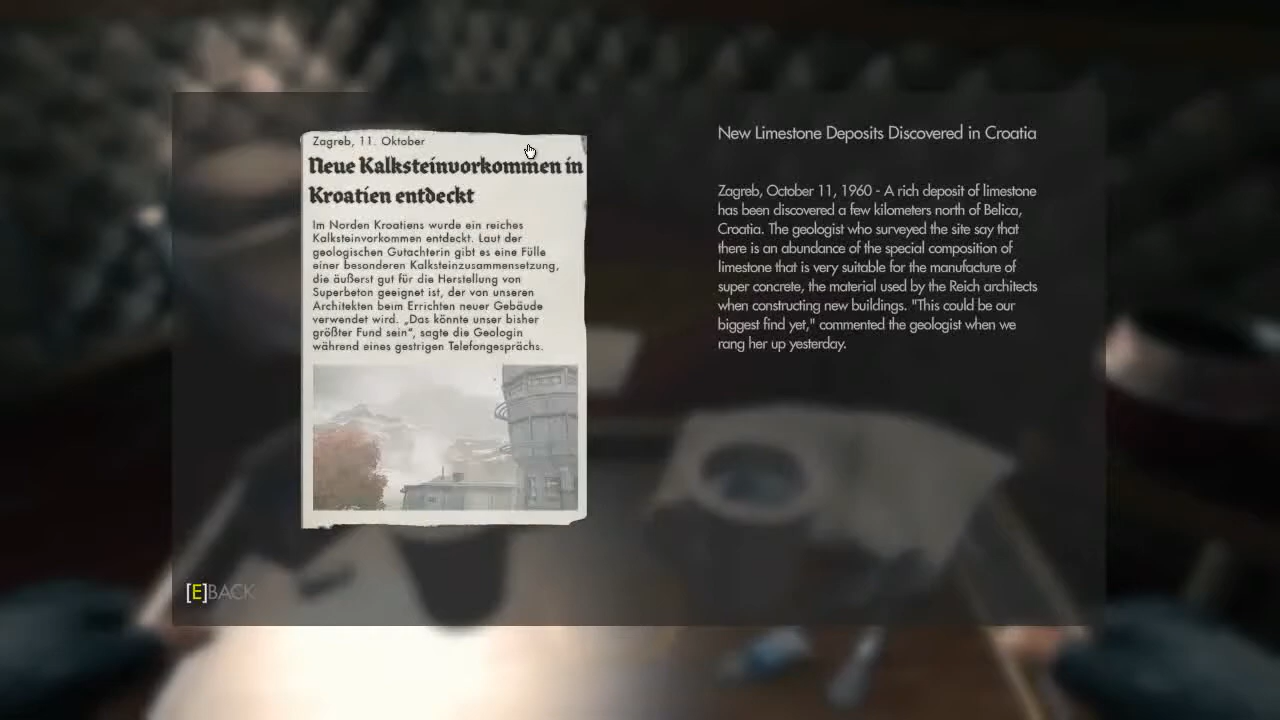 Zagreb, 11. Oktober
Neue Kalksteinvorkommen in
Kroatien entdeckt
Im Norden Kroatiens wurde ein reiches
Kalksteinvorkommen entdeckt. Laut der
geologischen Gutachterin gibt es eine Fülle
einer besonderen Kalksteinzusammensetzung,
die äußerst gut für die Herstellung von
Superbeton geeignet ist, der von unseren
Architekten beim Errichten neuer Gebäude
verwendet wird. „Das könnte unser bisher
größter Fund sein“, sagte die Geologin
während eines gestrigen Telefongesprächs.
New Limestone Deposits Discovered in Croatia
Zagreb, October 11, 1960 - A rich deposit of limestone
has been discovered a few kilometers north of Belica,
Croatia. The geologist who surveyed the site say that
there is an abundance of the special composition of
limestone that is very suitable for the manufacture of
super concrete, the material used by the Reich architects
when constructing new buildings. "This could be our
biggest find yet," commented the geologist when we
rang her up yesterday.
[E]BACK